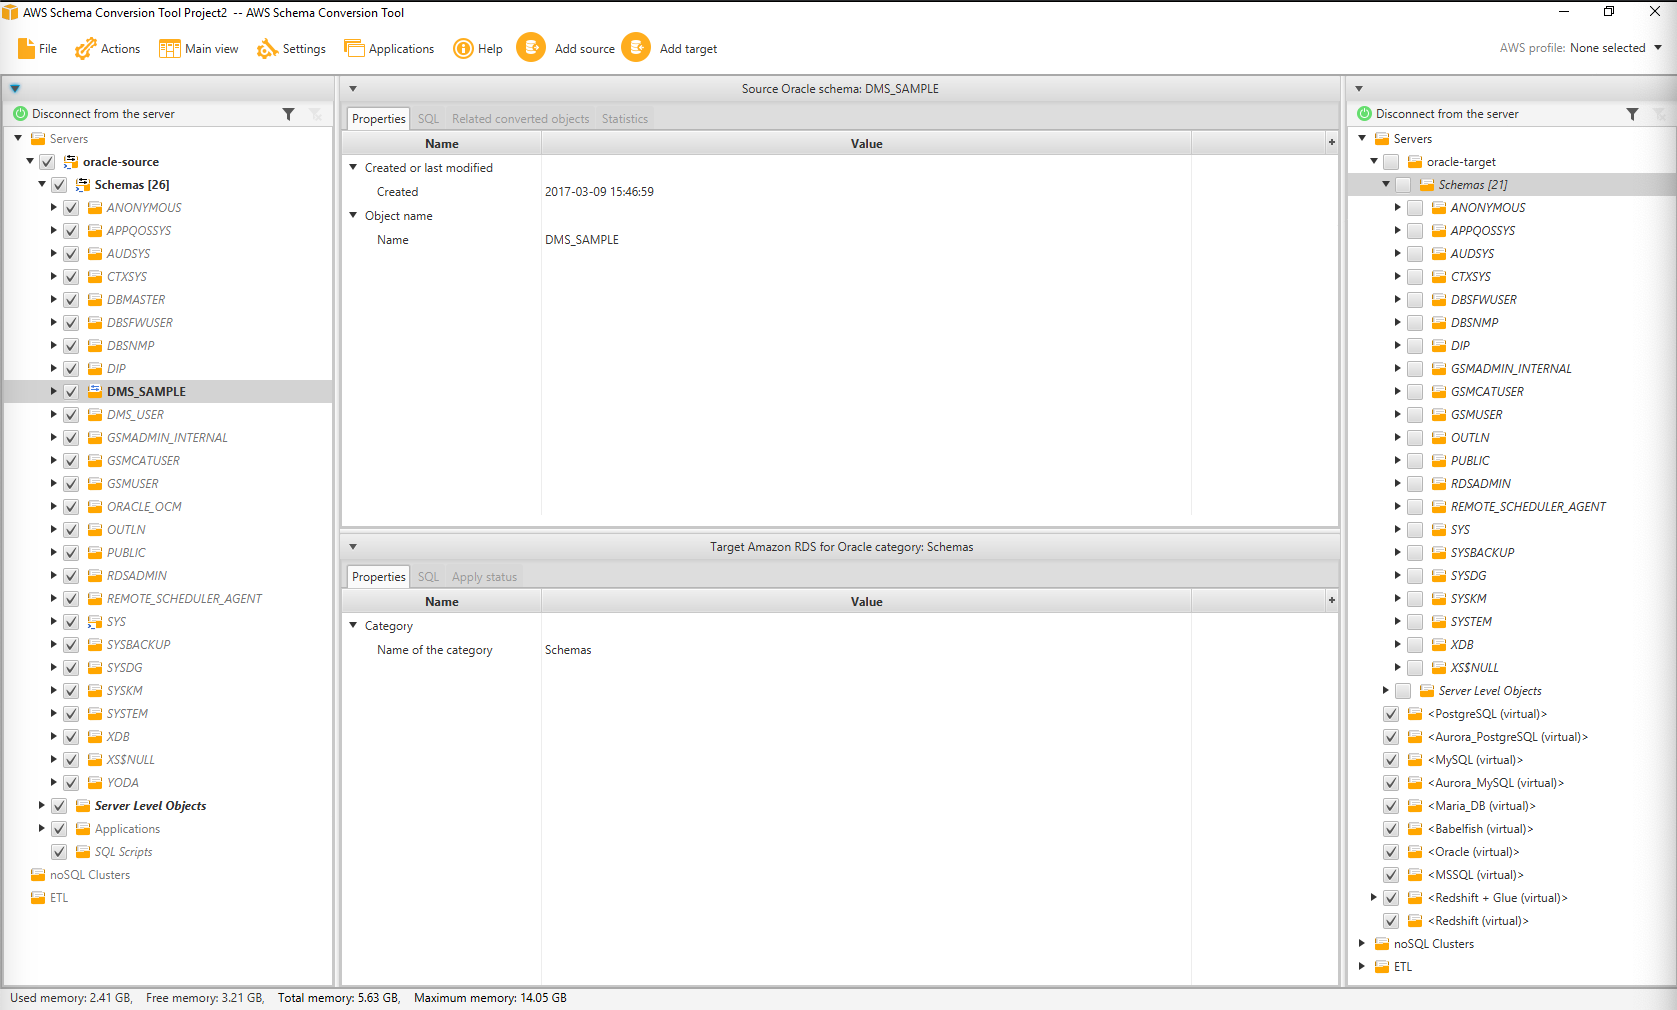 AWS Schema Conversion Tool Project2 -- AWS Schema Conversion Tool
File Actions Main view Settings Applications Help Add source Add target AWS profile: None selected
Disconnect from the server
Servers
oracle-source
Schemas [26]
ANONYMOUS
APPQOSSYS
AUDSYS
CTXSYS
DBMASTER
DBSFWUSER
DBSNMP
DIP
DMS_SAMPLE
DMS_USER
GSMADMIN_INTERNAL
GSMCATUSER
GSMUSER
ORACLE_OCM
OUTLN
PUBLIC
RDSADMIN
REMOTE_SCHEDULER_AGENT
SYS
SYSBACKUP
SYSDG
SYSKM
SYSTEM
XDB
XS$NULL
YODA
Server Level Objects
Applications
SQL Scripts
noSQL Clusters
ETL
Source Oracle schema: DMS_SAMPLE
Properties SQL Related converted objects Statistics
Name Value +
Created or last modified
Created 2017-03-09 15:46:59
Object name
Name DMS_SAMPLE
Target Amazon RDS for Oracle category: Schemas
Properties SQL Apply status
Name Value +
Category
Name of the category Schemas
Disconnect from the server
Servers
oracle-target
Schemas [21]
ANONYMOUS
APPQOSSYS
AUDSYS
CTXSYS
DBSFWUSER
DBSNMP
DIP
GSMADMIN_INTERNAL
GSMCATUSER
GSMUSER
OUTLN
PUBLIC
RDSADMIN
REMOTE_SCHEDULER_AGENT
SYS
SYSBACKUP
SYSDG
SYSKM
SYSTEM
XDB
XS$NULL
Server Level Objects
<PostgreSQL (virtual)>
<Aurora_PostgreSQL (virtual)>
<MySQL (virtual)>
<Aurora_MySQL (virtual)>
<Maria_DB (virtual)>
<Babelfish (virtual)>
<Oracle (virtual)>
<MSSQL (virtual)>
<Redshift + Glue (virtual)>
<Redshift (virtual)>
noSQL Clusters
ETL
Used memory: 2.41 GB, Free memory: 3.21 GB, Total memory: 5.63 GB, Maximum memory: 14.05 GB